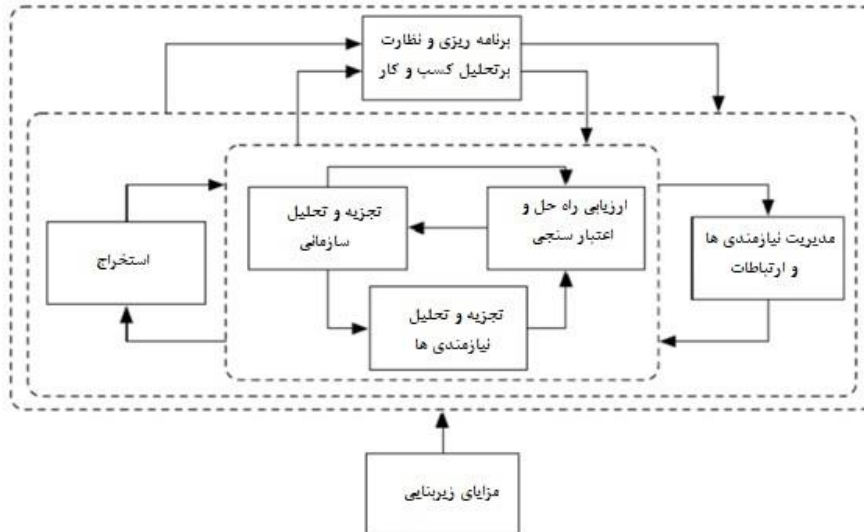 برنامه ریزی و نظارت
برتحلیل کسب و کار
ارزیابی راه حل و
اعتبار سنجی
تجزیه و تحلیل
سازمانی
مدیریت نیازمندی ها
و ارتباطات
استخراج
تجزیه و تحلیل
نیازمندی ها
مزایای زیربنایی